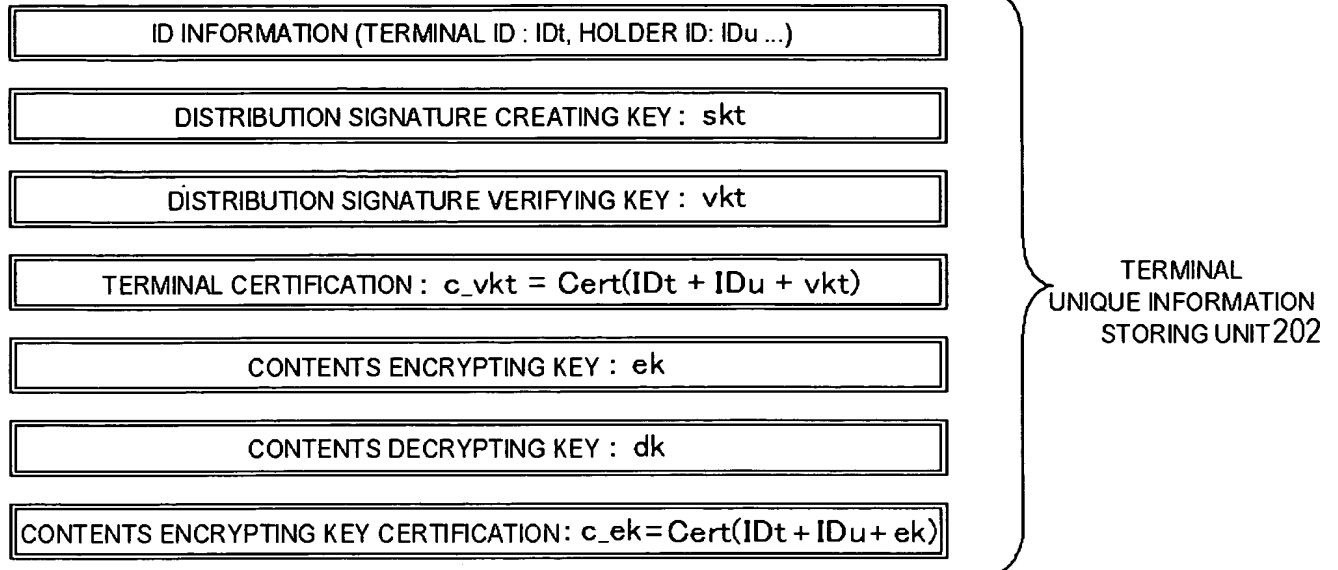 ID INFORMATION (TERMINAL ID : IDt, HOLDER ID: IDu ...)
DISTRIBUTION SIGNATURE CREATING KEY : skt
DISTRIBUTION SIGNATURE VERIFYING KEY : vkt
TERMINAL CERTIFICATION : c_vkt = Cert(IDt + IDu + vkt)
CONTENTS ENCRYPTING KEY : ek
CONTENTS DECRYPTING KEY : dk
CONTENTS ENCRYPTING KEY CERTIFICATION: c_ek=Cert(IDt+IDu+ek)
TERMINAL
UNIQUE INFORMATION
STORING UNIT 202